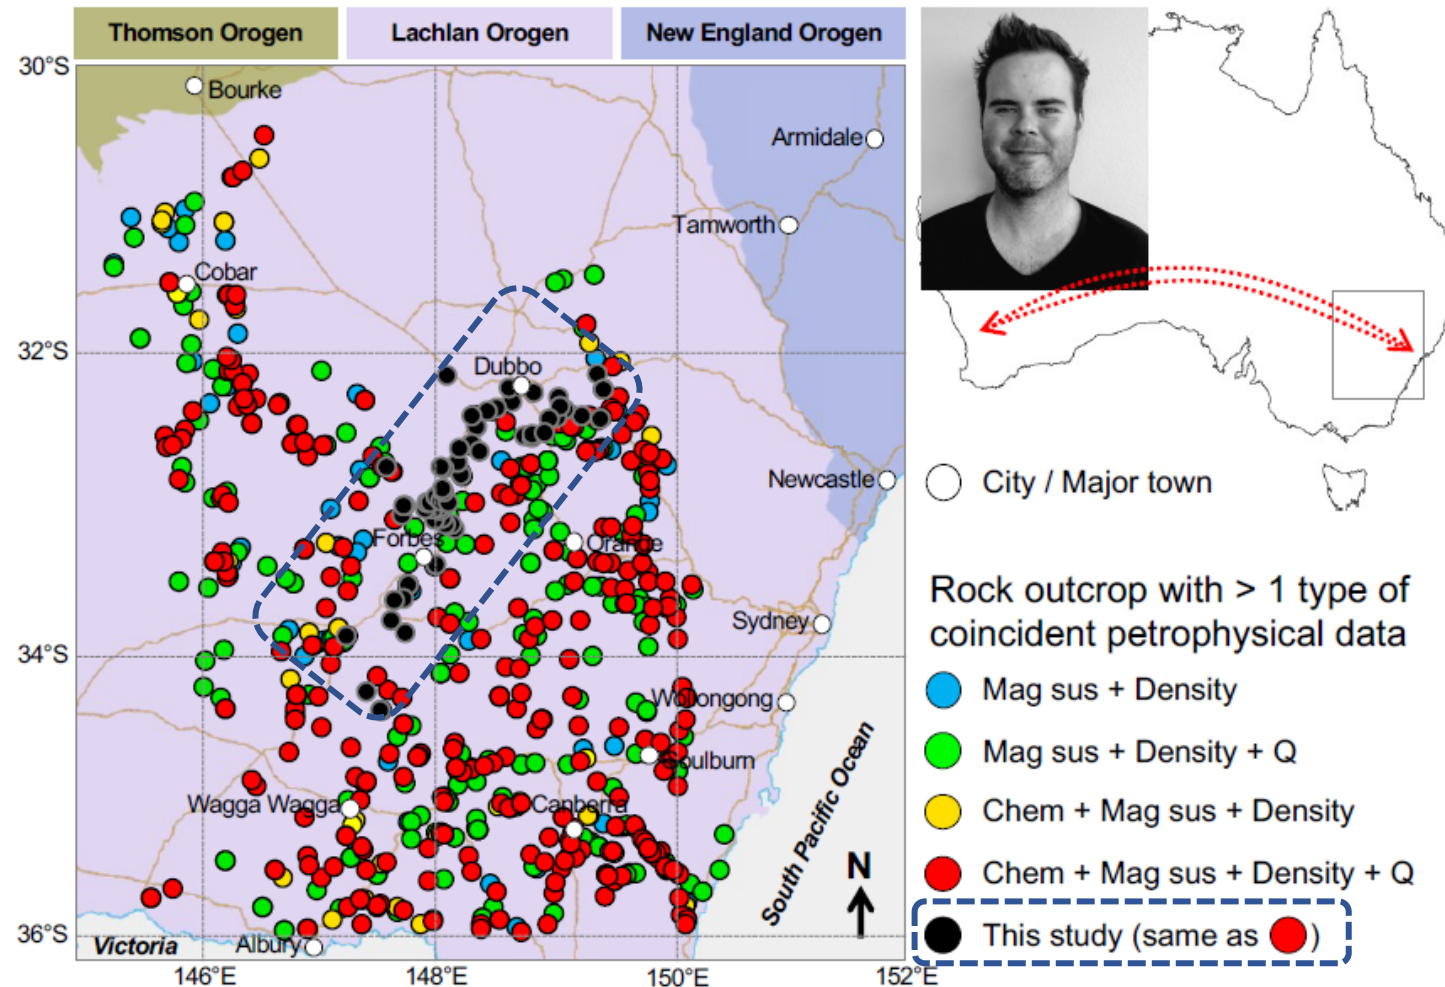 Thomson Orogen
Lachlan Orogen
New England Orogen
30°S
Bourke
Armidale
Tamworth
Cobar
32°S
Dubbo
Newcastle
Forbes
Orange
Sydney
34°S
Wollongong
Goulburn
Wagga Wagga
Canberra
South Pacific Ocean
N
36°S
Victoria
Albury
146°E
148°E
150°E
152°E
City / Major town
Rock outcrop with > 1 type of
coincident petrophysical data
Mag sus + Density
Mag sus + Density + Q
Chem + Mag sus + Density
Chem + Mag sus + Density + Q
This study (same as )